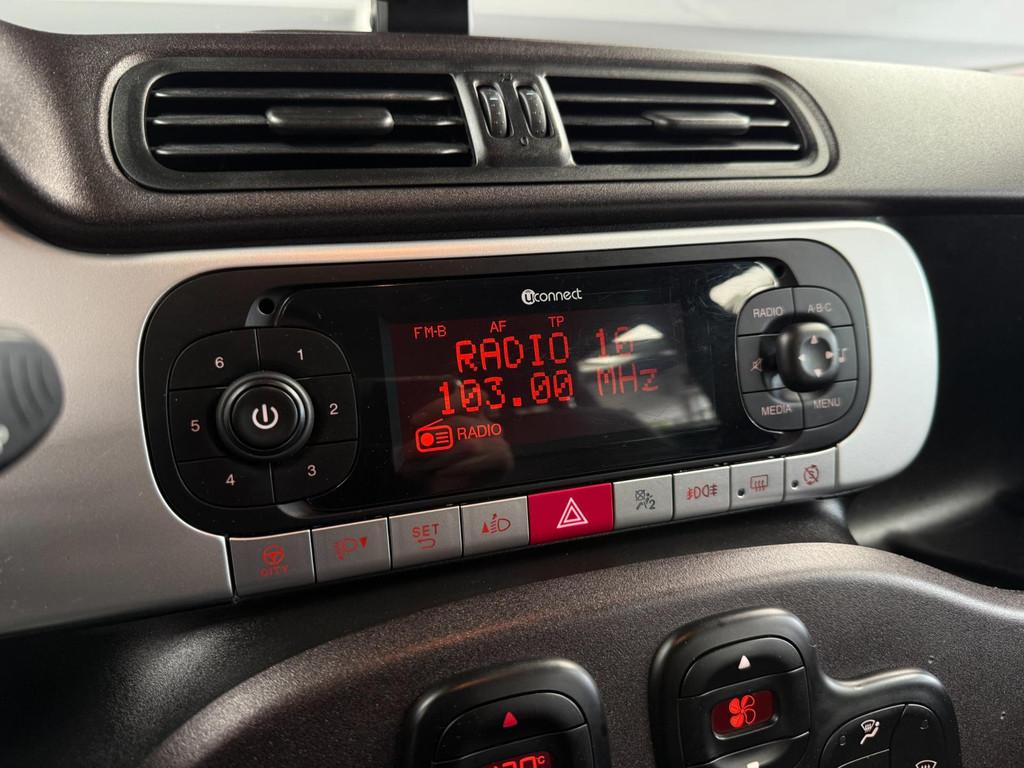 uconnect
FM-B AF TP
RADIO 10
103.00 MHz
RADIO
6 1
5 2
4 3
RADIO A·B·C
MEDIA MENU
CITY
SET
2